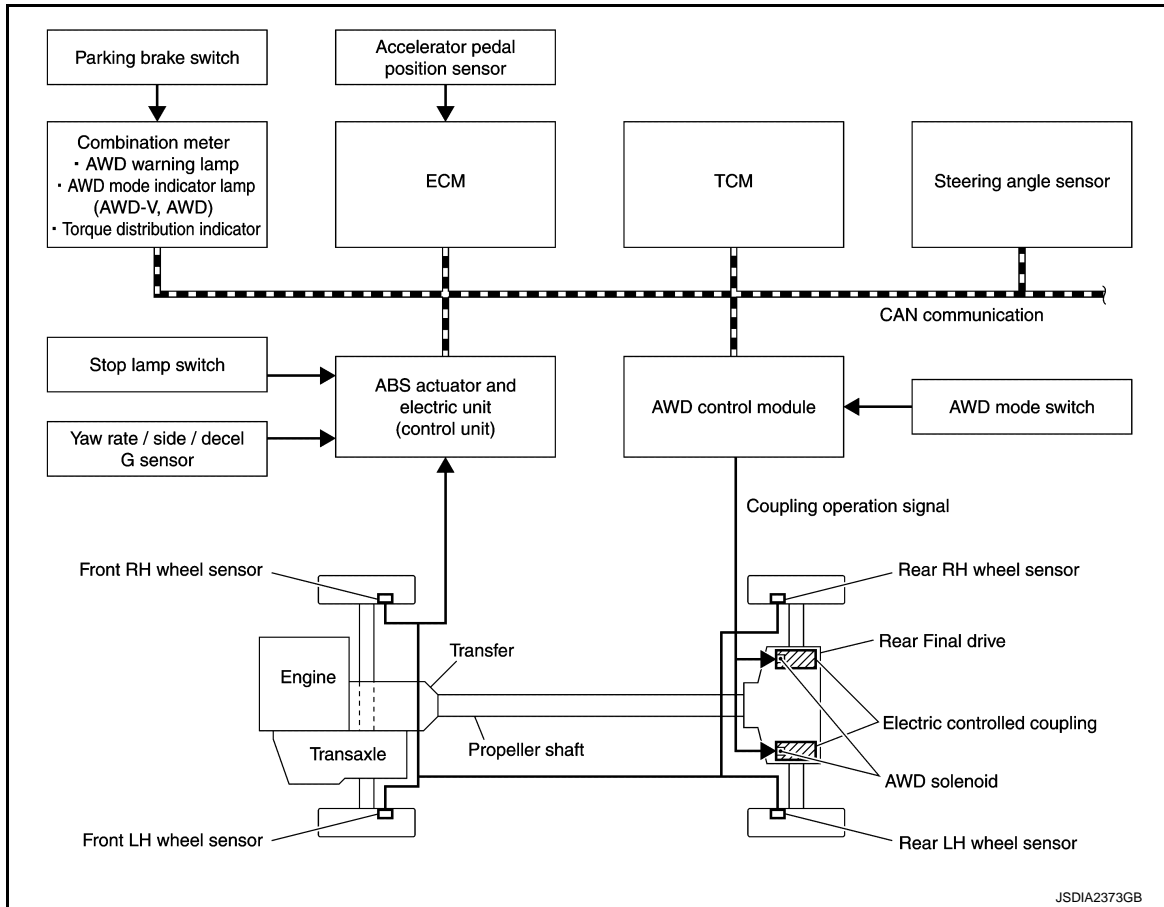 Parking brake switch
Accelerator pedal
position sensor
Combination meter
・AWD warning lamp
・AWD mode indicator lamp
(AWD-V, AWD)
・Torque distribution indicator
ECM
TCM
Steering angle sensor
CAN communication
Stop lamp switch
Yaw rate / side / decel
G sensor
ABS actuator and
electric unit
(control unit)
AWD control module
AWD mode switch
Coupling operation signal
Front RH wheel sensor
Rear RH wheel sensor
Rear Final drive
Transfer
Engine
Electric controlled coupling
Propeller shaft
Transaxle
AWD solenoid
Front LH wheel sensor
Rear LH wheel sensor
JSDIA2373GB